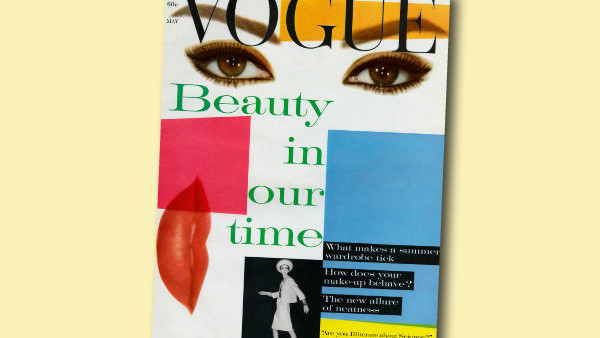 60c
MAY
VOGUE
Beauty
in
our
time
What makes a summer
wardrobe tick
How does your
make-up behave?
The new allure
of neatness
"Are you Illiterate about Science?"